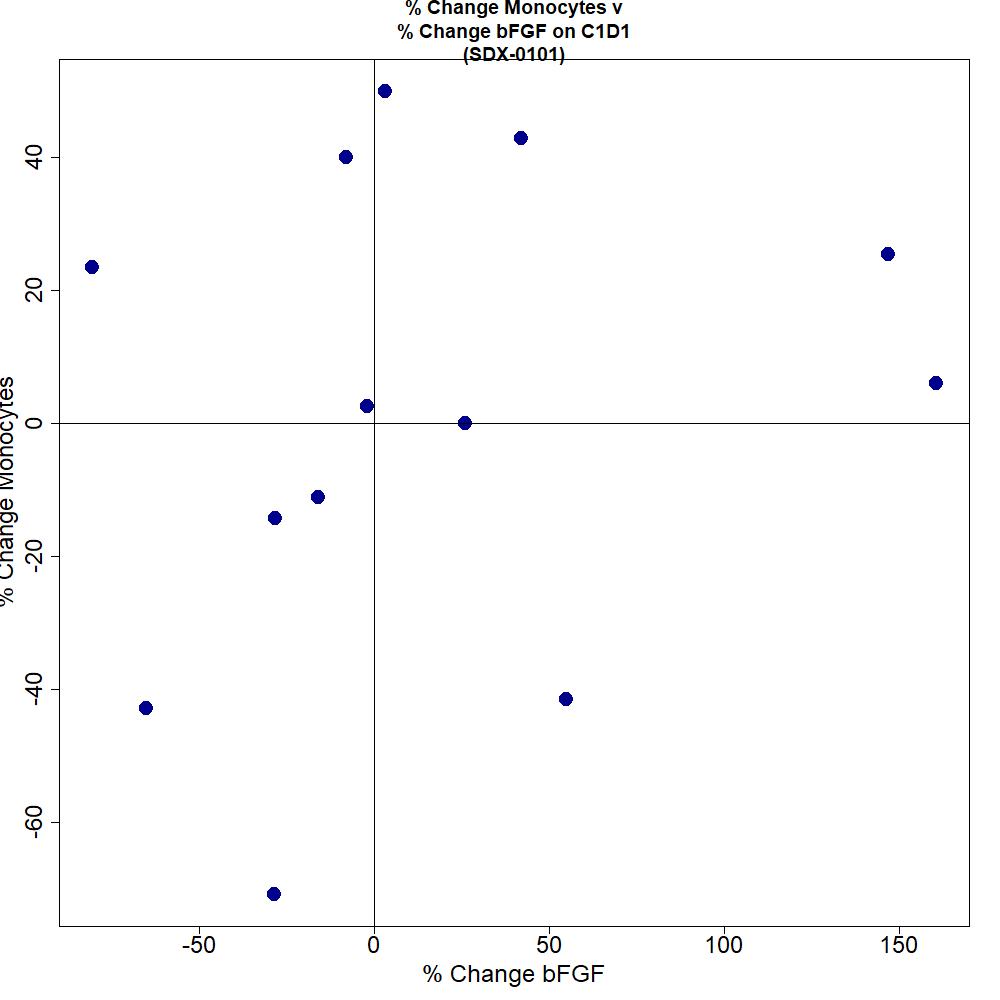 % Change Monocytes v
% Change bFGF on C1D1
(SDX-0101)
% Change Monocytes
40
20
0
-20
-40
-60
-50
0
50
100
150
% Change bFGF